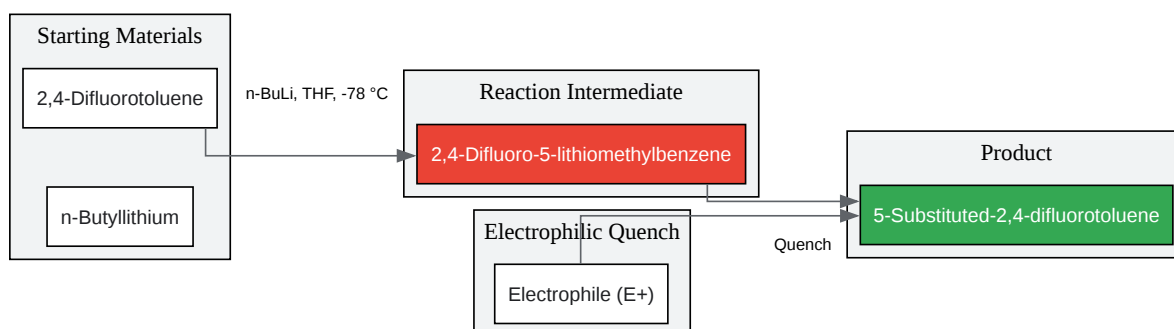 Starting Materials
2,4-Difluorotoluene
n-Butyllithium
n-BuLi, THF, -78 °C
Reaction Intermediate
2,4-Difluoro-5-lithiomethylbenzene
Electrophilic Quench
Electrophile (E+)
Quench
Product
5-Substituted-2,4-difluorotoluene